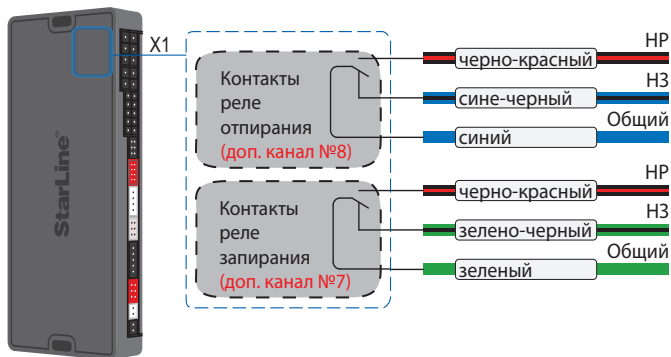 X1
StarLine®
Контакты
реле
отпирания
(доп. канал №8)
черно-красный
НР
сине-черный
НЗ
синий
Общий
Контакты
реле
запирания
(доп. канал №7)
черно-красный
НР
зелено-черный
НЗ
зеленый
Общий